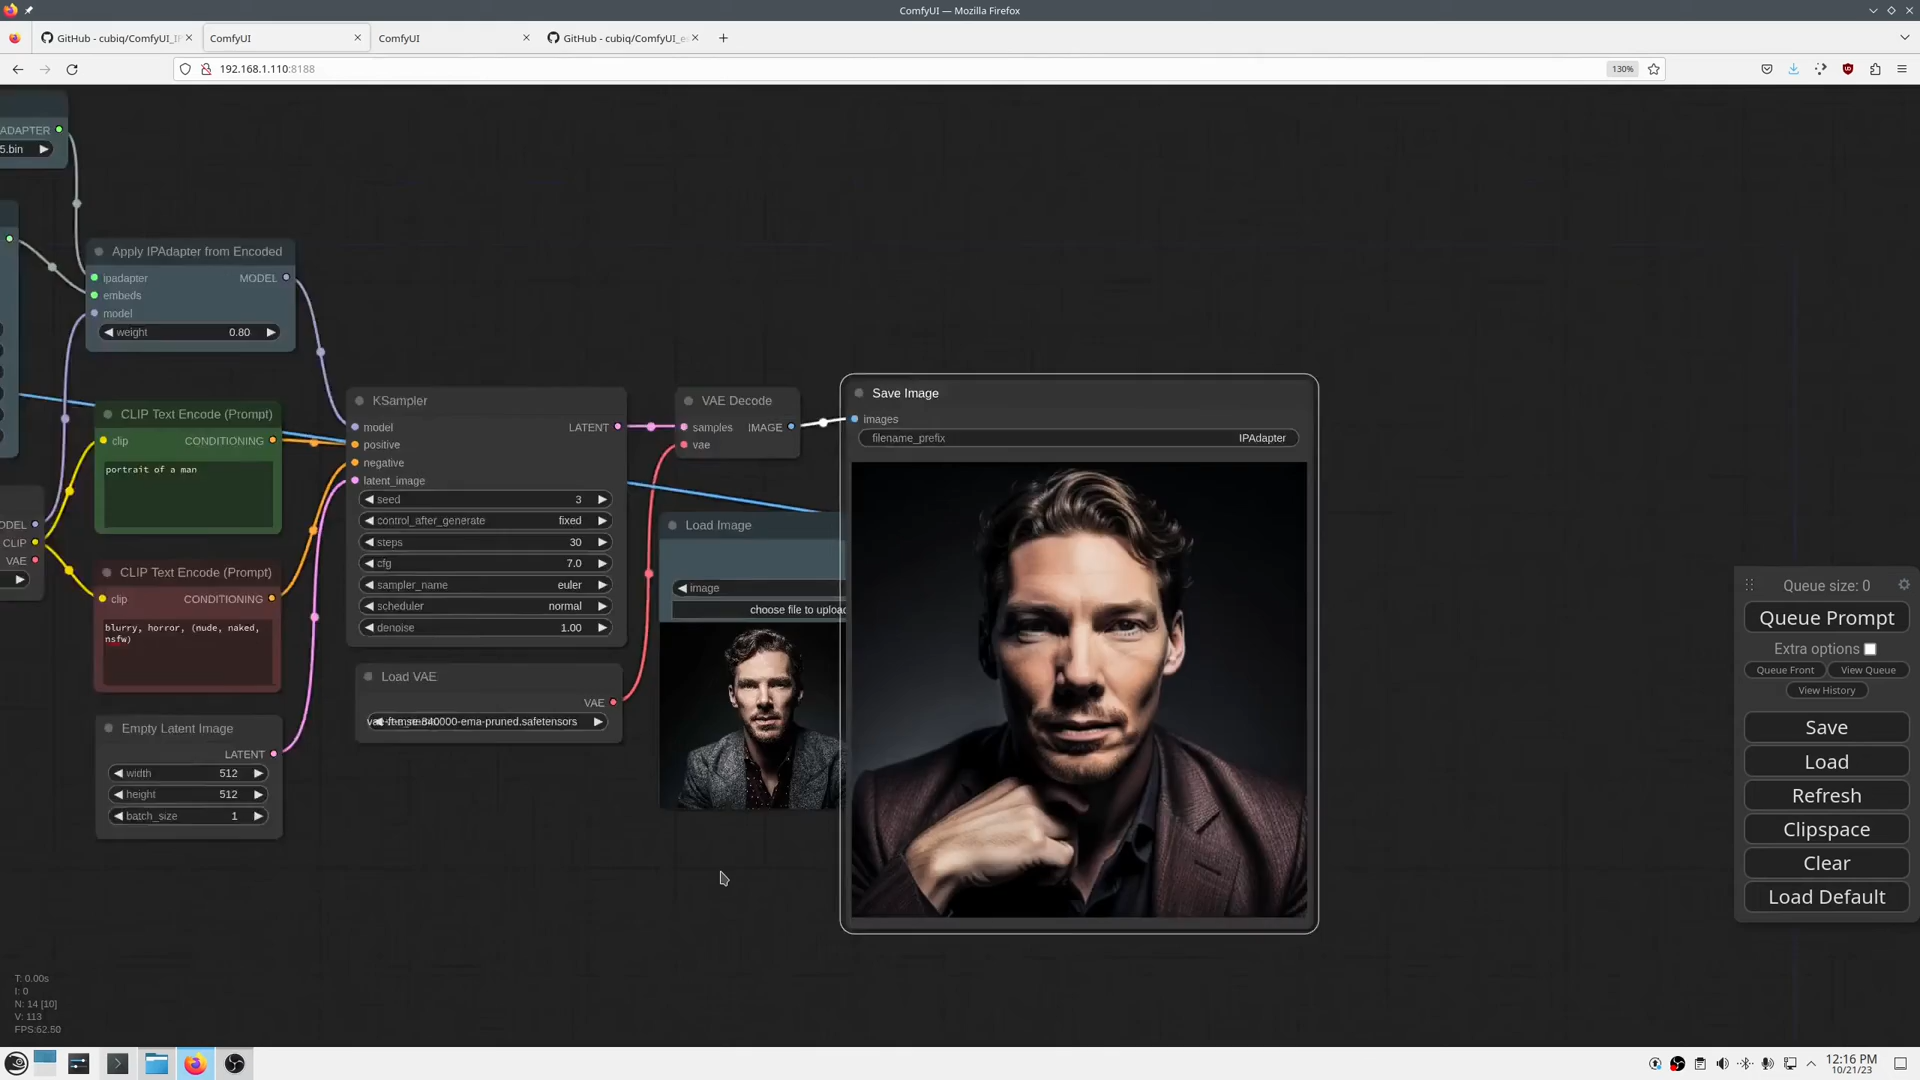 ComfyUI — Mozilla Firefox
GitHub - cubiq/ComfyUI_IP
ComfyUI
ComfyUI
GitHub - cubiq/ComfyUI_e
192.168.1.110:8188
130%
ADAPTER
5.bin
Apply IPAdapter from Encoded
ipadapter
MODEL
embeds
model
weight
0.80
CLIP Text Encode (Prompt)
clip
CONDITIONING
portrait of a man
CLIP Text Encode (Prompt)
clip
CONDITIONING
blurry, horror, (nude, naked,
nsfw)
ODEL
CLIP
VAE
Empty Latent Image
LATENT
width
512
height
512
batch_size
1
KSampler
model
LATENT
positive
negative
latent_image
seed
3
control_after_generate
fixed
steps
30
cfg
7.0
sampler_name
euler
scheduler
normal
denoise
1.00
Load VAE
VAE
840000-ema-pruned.safetensors
VAE Decode
samples
IMAGE
vae
Load Image
image
choose file to upload
Save Image
images
filename_prefix
IPAdapter
Queue size: 0
Queue Prompt
Extra options
Queue Front
View Queue
View History
Save
Load
Refresh
Clipspace
Clear
Load Default
T: 0.00s
I: 0
N: 14 [10]
V: 113
FPS:62.50
12:16 PM
10/21/23